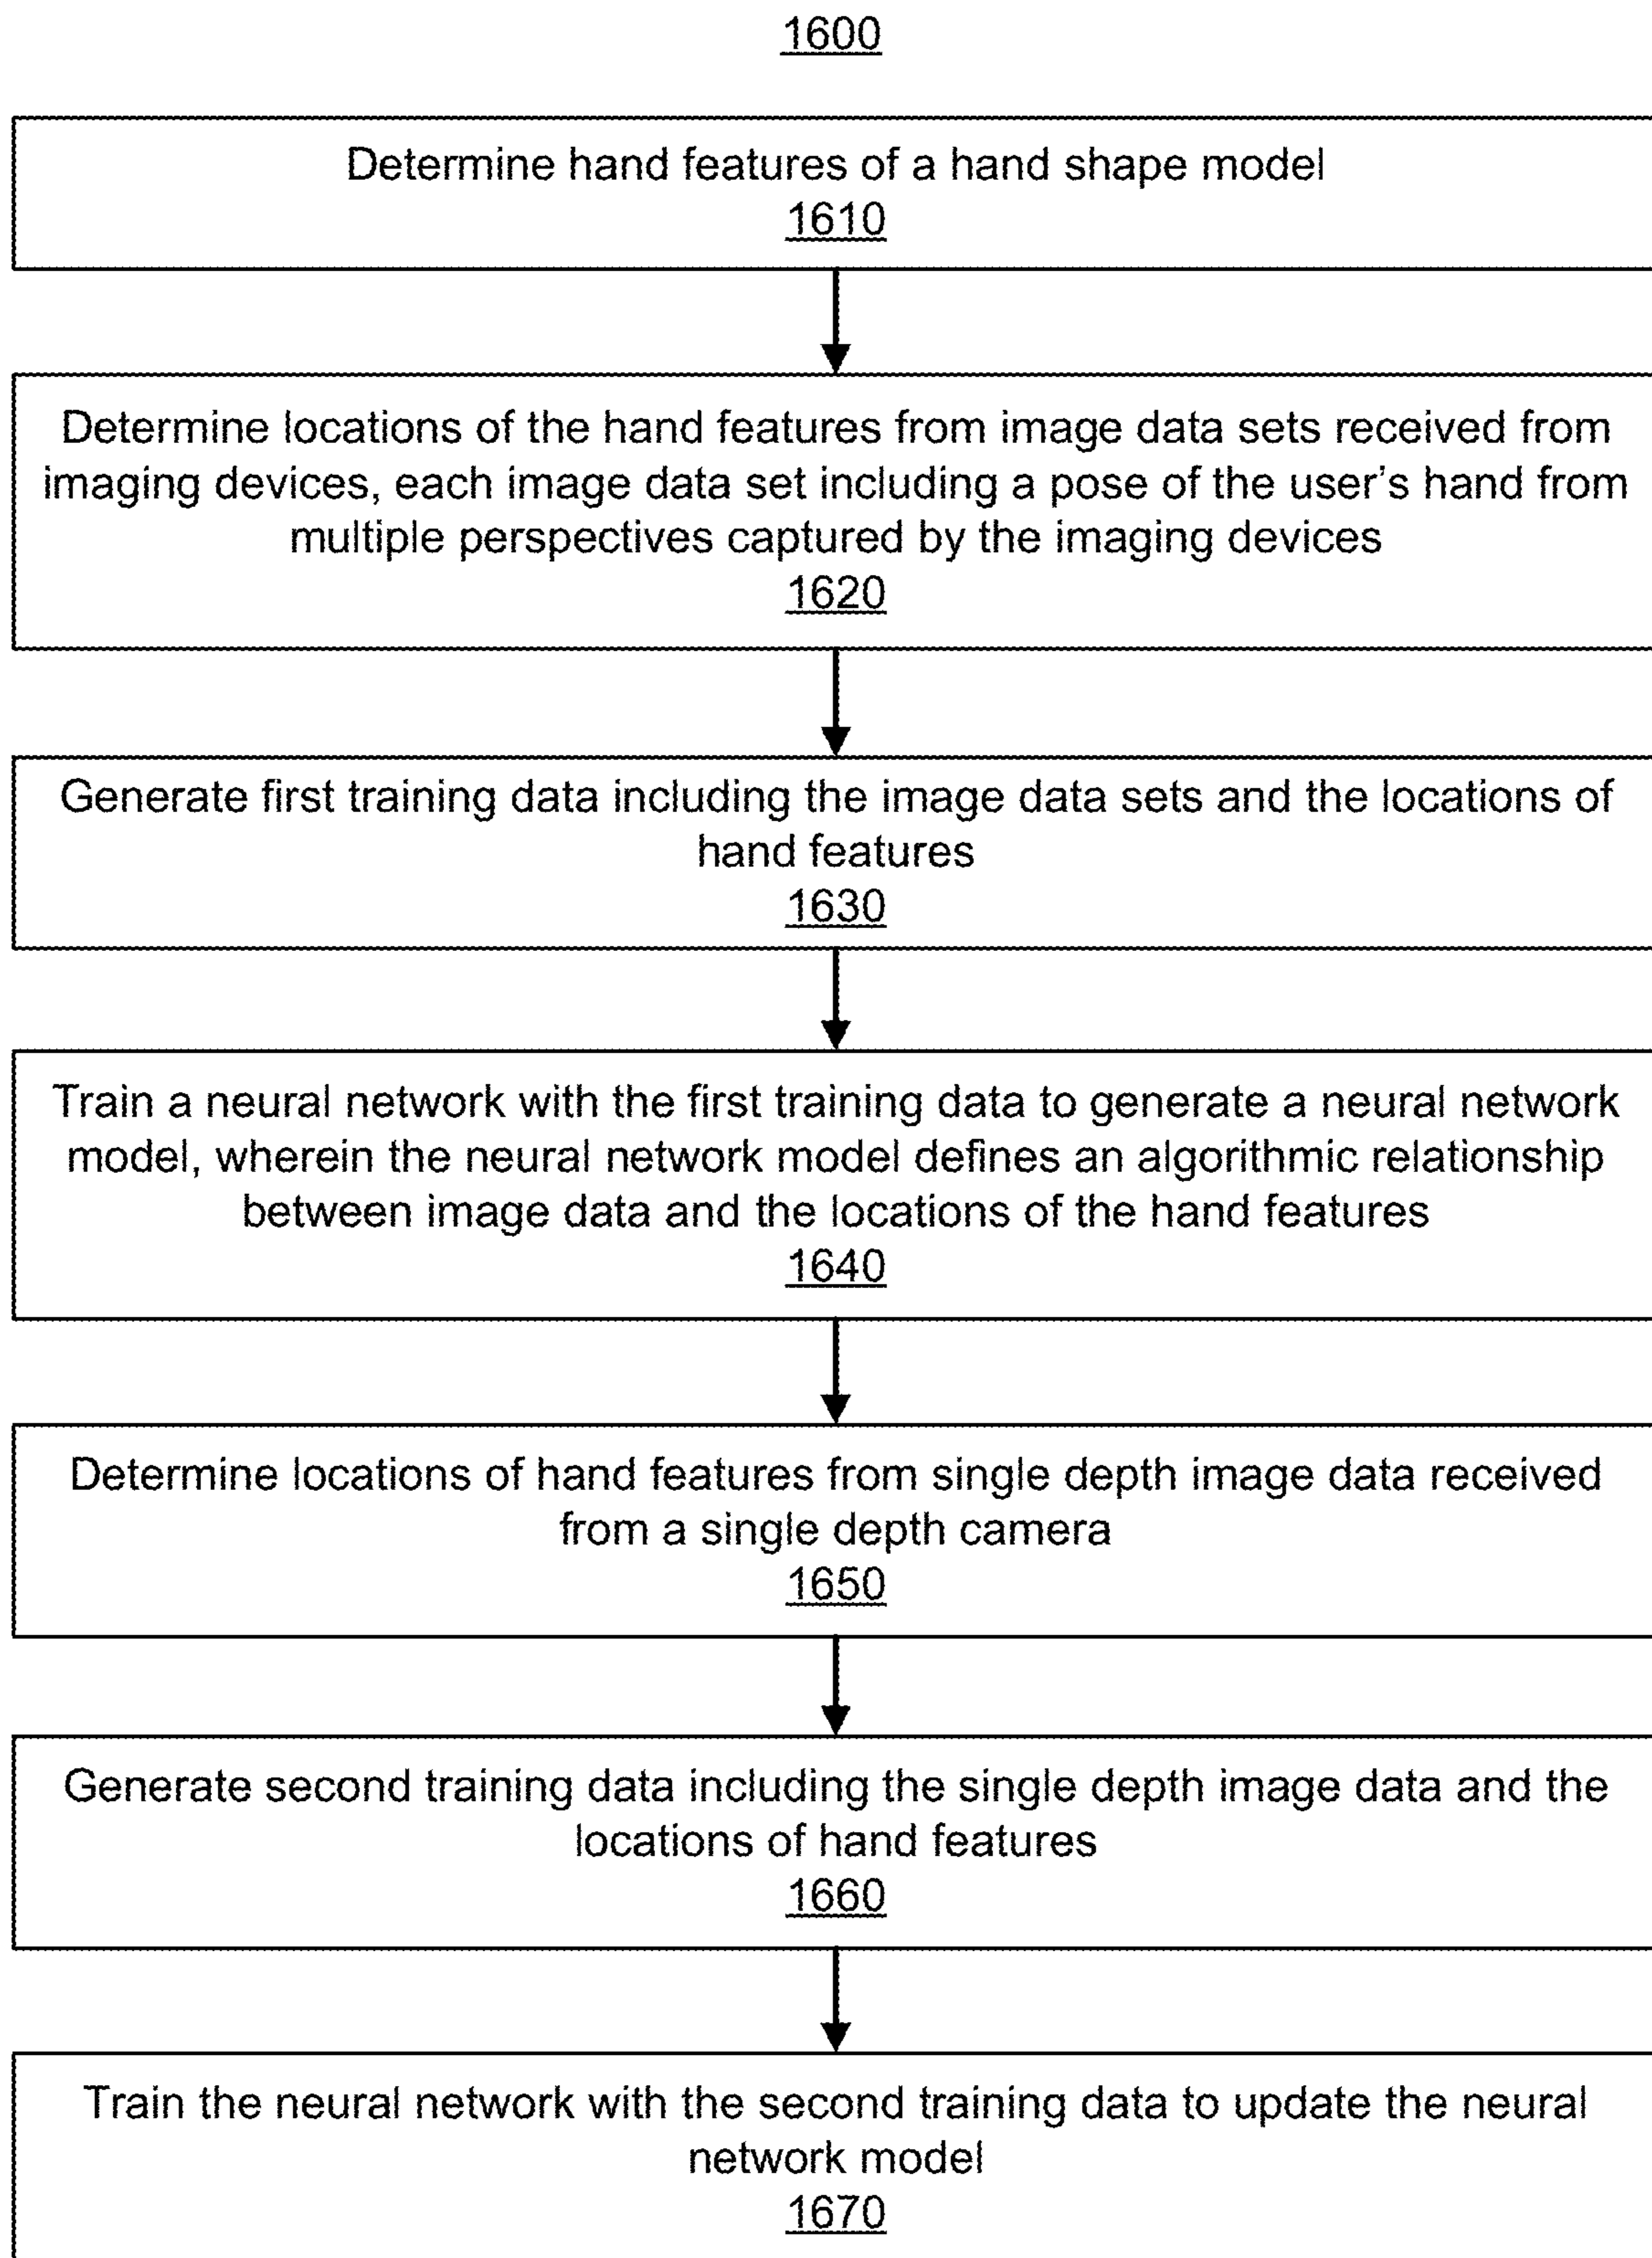 1600
Determine hand features of a hand shape model
1610
Determine locations of the hand features from image data sets received from
imaging devices, each image data set including a pose of the user's hand from
multiple perspectives captured by the imaging devices
1620
Generate first training data including the image data sets and the locations of
hand features
1630
Train a neural network with the first training data to generate a neural network
model, wherein the neural network model defines an algorithmic relationship
between image data and the locations of the hand features
1640
Determine locations of hand features from single depth image data received
from a single depth camera
1650
Generate second training data including the single depth image data and the
locations of hand features
1660
Train the neural network with the second training data to update the neural
network model
1670